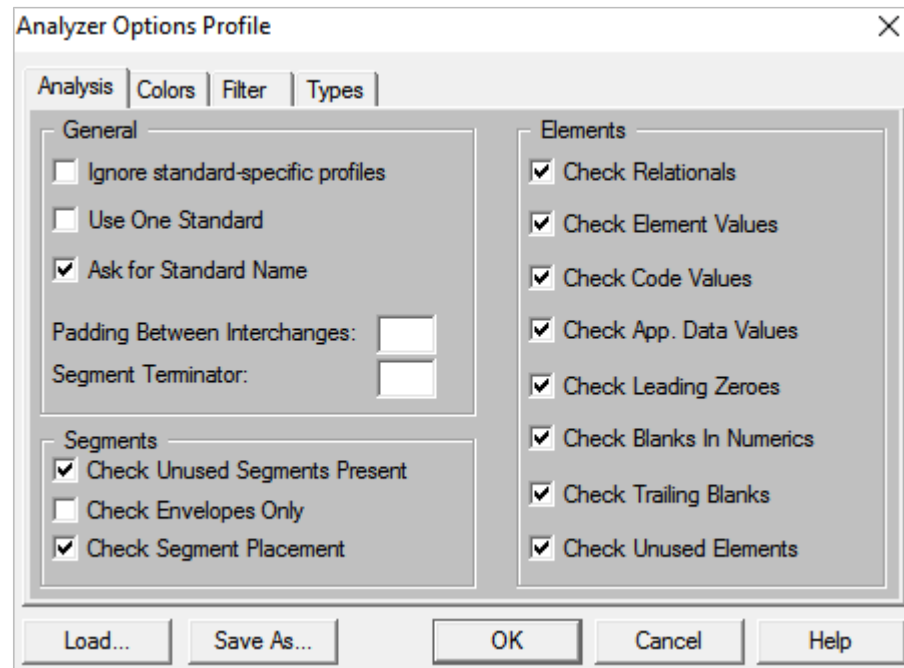 Analyzer Options Profile
Analysis
Colors
Filter
Types
General
Ignore standard-specific profiles
Use One Standard
Ask for Standard Name
Padding Between Interchanges:
Segment Terminator:
Segments
Check Unused Segments Present
Check Envelopes Only
Check Segment Placement
Elements
Check Relationals
Check Element Values
Check Code Values
Check App. Data Values
Check Leading Zeroes
Check Blanks In Numerics
Check Trailing Blanks
Check Unused Elements
Load...
Save As...
OK
Cancel
Help